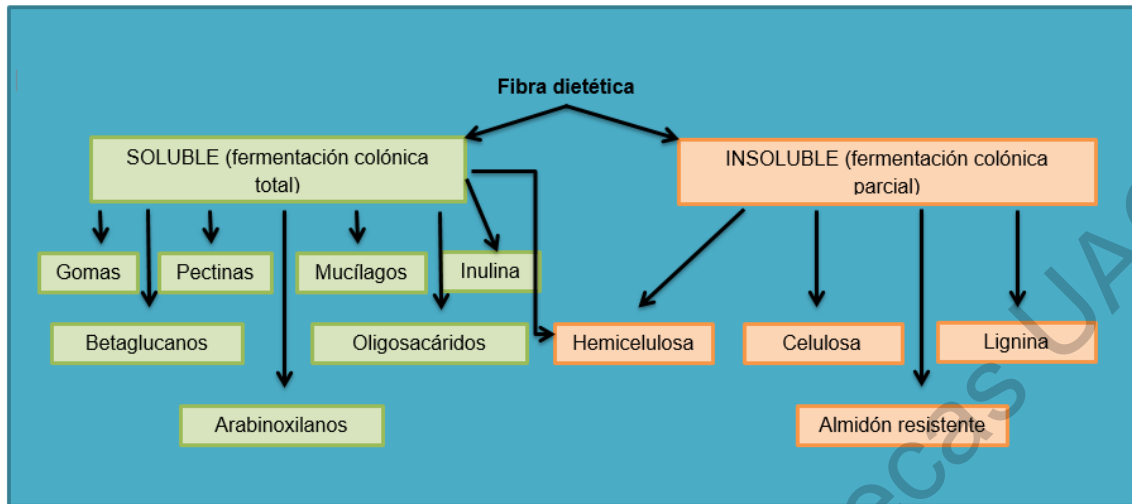 Fibra dietética
SOLUBLE (fermentación colónica
total)
INSOLUBLE (fermentación colónica
parcial)
Gomas
Pectinas
Mucílagos
Inulina
Betaglucanos
Oligosacáridos
Hemicelulosa
Celulosa
Lignina
Arabinoxilanos
Almidón resistente